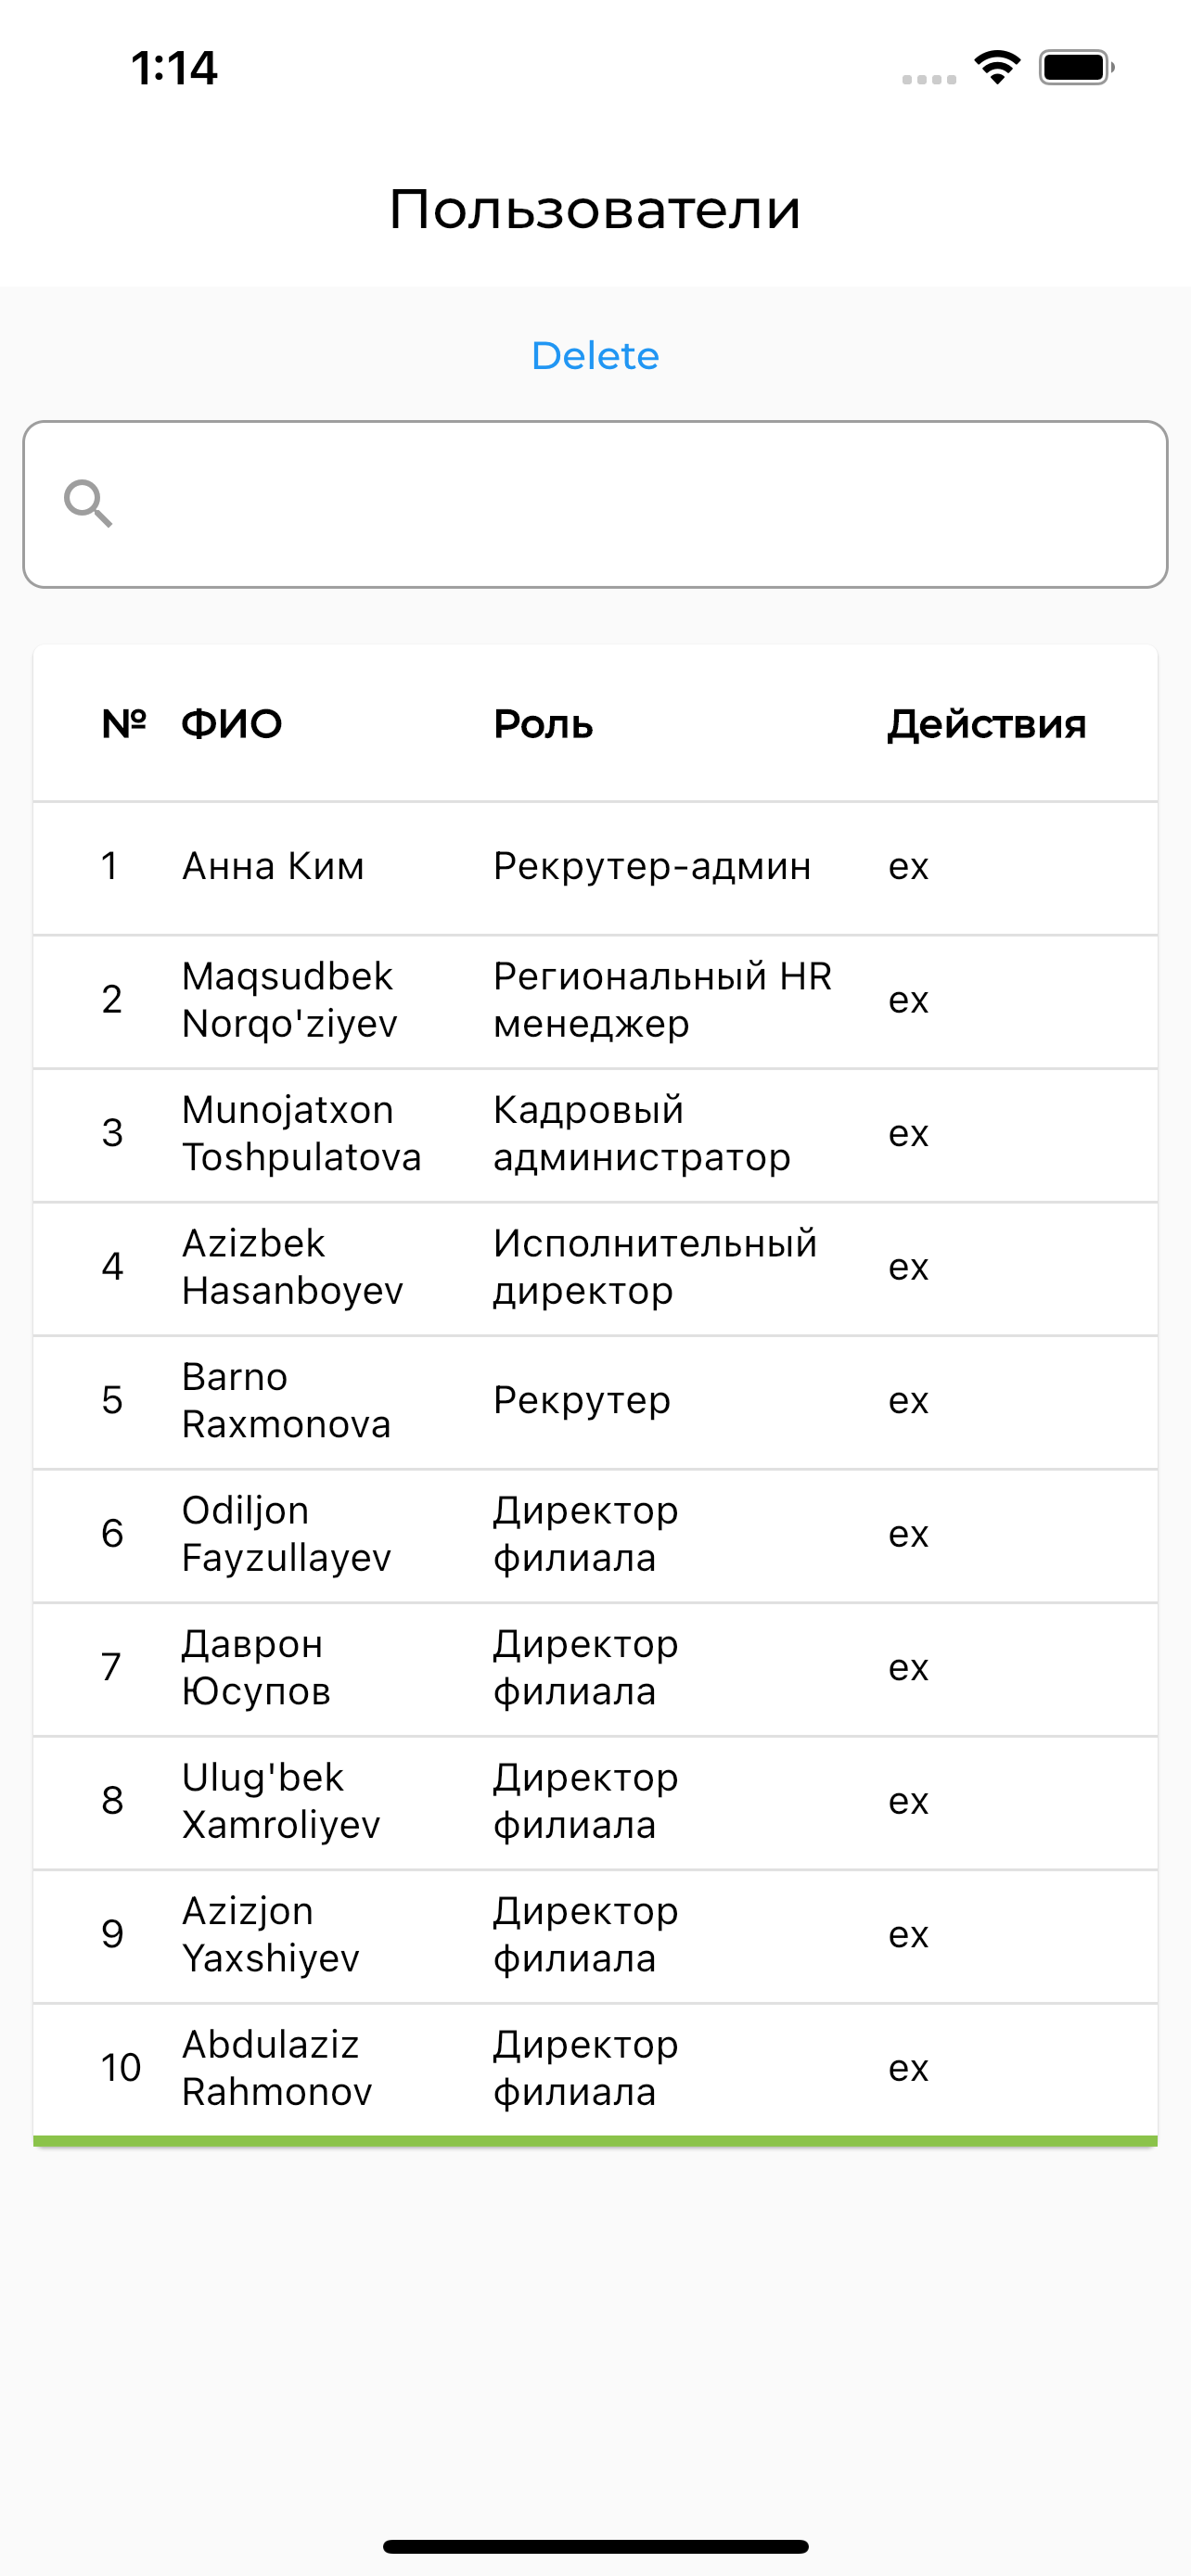 1:14
Пользователи
Delete
№ ФИО Роль Действия
1 Анна Ким Рекрутер-админ ex
2 Maqsudbek Norqo'ziyev Региональный HR менеджер ex
3 Munojatxon Toshpulatova Кадровый администратор ex
4 Azizbek Hasanboyev Исполнительный директор ex
5 Barno Raxmonova Рекрутер ex
6 Odiljon Fayzullayev Директор филиала ex
7 Даврон Юсупов Директор филиала ex
8 Ulug'bek Xamroliyev Директор филиала ex
9 Azizjon Yaxshiyev Директор филиала ex
10 Abdulaziz Rahmonov Директор филиала ex